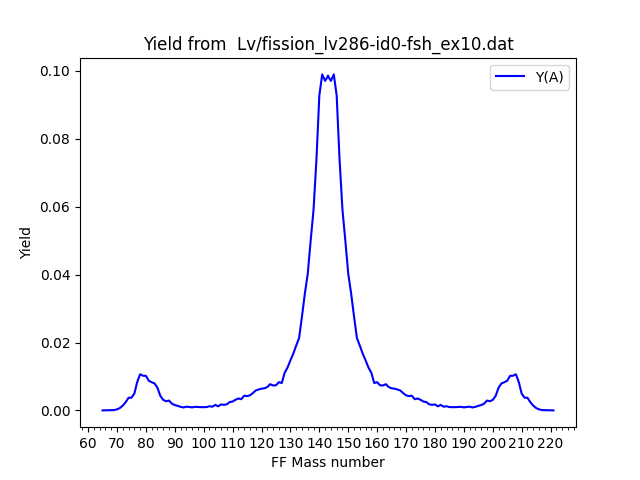 Yield from  Lv/fission_lv286-id0-fsh_ex10.dat
Y(A)
0.10
0.08
0.06
0.04
0.02
0.00
Yield
60 70 80 90 100 110 120 130 140 150 160 170 180 190 200 210 220
FF Mass number